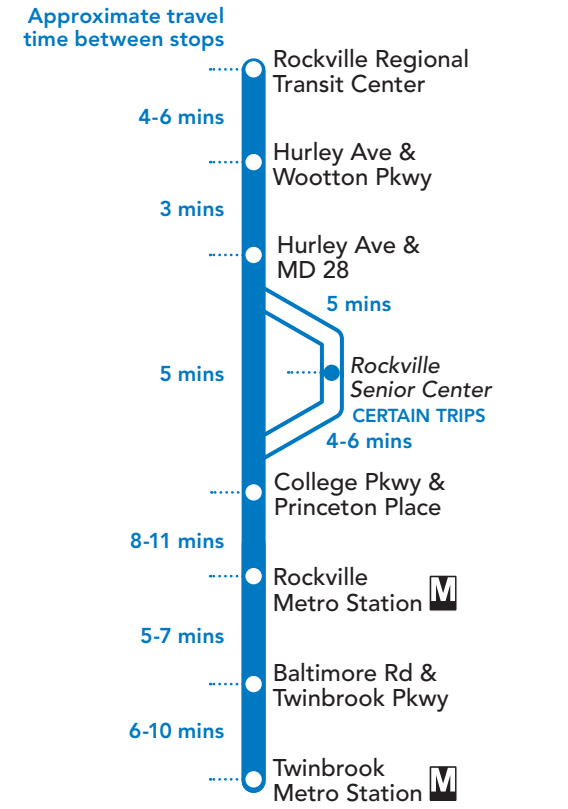 Approximate travel
time between stops
Rockville Regional
Transit Center
4-6 mins
Hurley Ave &
Wootton Pkwy
3 mins
Hurley Ave &
MD 28
5 mins
5 mins
Rockville
Senior Center
CERTAIN TRIPS
4-6 mins
College Pkwy &
Princeton Place
8-11 mins
Rockville
Metro Station M
5-7 mins
Baltimore Rd &
Twinbrook Pkwy
6-10 mins
Twinbrook
Metro Station M